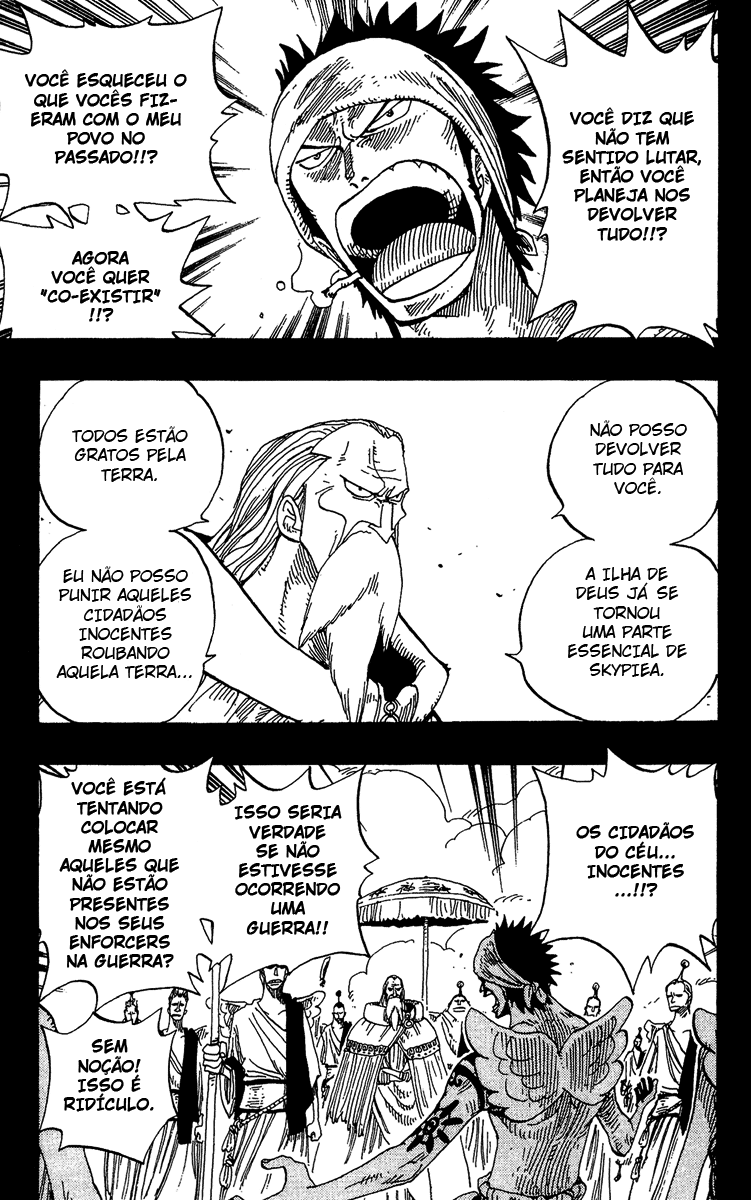 VOCÊ DIZ QUE
NÃO TEM
SENTIDO LUTAR,
ENTÃO VOCÊ
PLANEJA NOS
DEVOLVER
TUDO!!?
VOCÊ ESQUECEU O
QUE VOCÊS FIZ-
ERAM COM O MEU
POVO NO
PASSADO!!?
AGORA
VOCÊ QUER
"CO-EXISTIR"
!!?
NÃO POSSO
DEVOLVER
TUDO PARA
VOCÊ.
A ILHA DE
DEUS JÁ SE
TORNOU
UMA PARTE
ESSENCIAL DE
SKYPIEA.
TODOS ESTÃO
GRATOS PELA
TERRA.
EU NÃO POSSO
PUNIR AQUELES
CIDADÃOS
INOCENTES
ROUBANDO
AQUELA TERRA...
OS CIDADÃOS
DO CÉU...
INOCENTES
...!!?
ISSO SERIA
VERDADE
SE NÃO
ESTIVESSE
OCORRENDO
UMA
GUERRA!!
VOCÊ ESTÁ
TENTANDO
COLOCAR
MESMO
AQUELES QUE
NÃO ESTÃO
PRESENTES
NOS SEUS
ENFORCERS
NA GUERRA?
SEM
NOÇÃO!
ISSO É
RIDÍCULO.